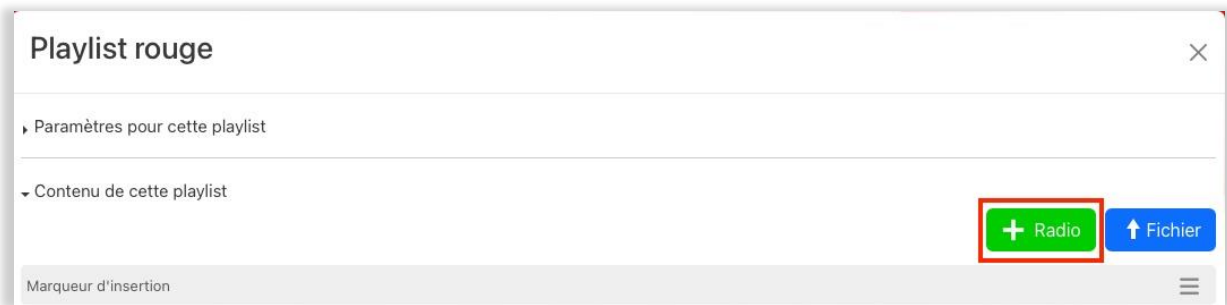 Playlist rouge
Paramètres pour cette playlist
Contenu de cette playlist
Radio
Fichier
Marqueur d'insertion